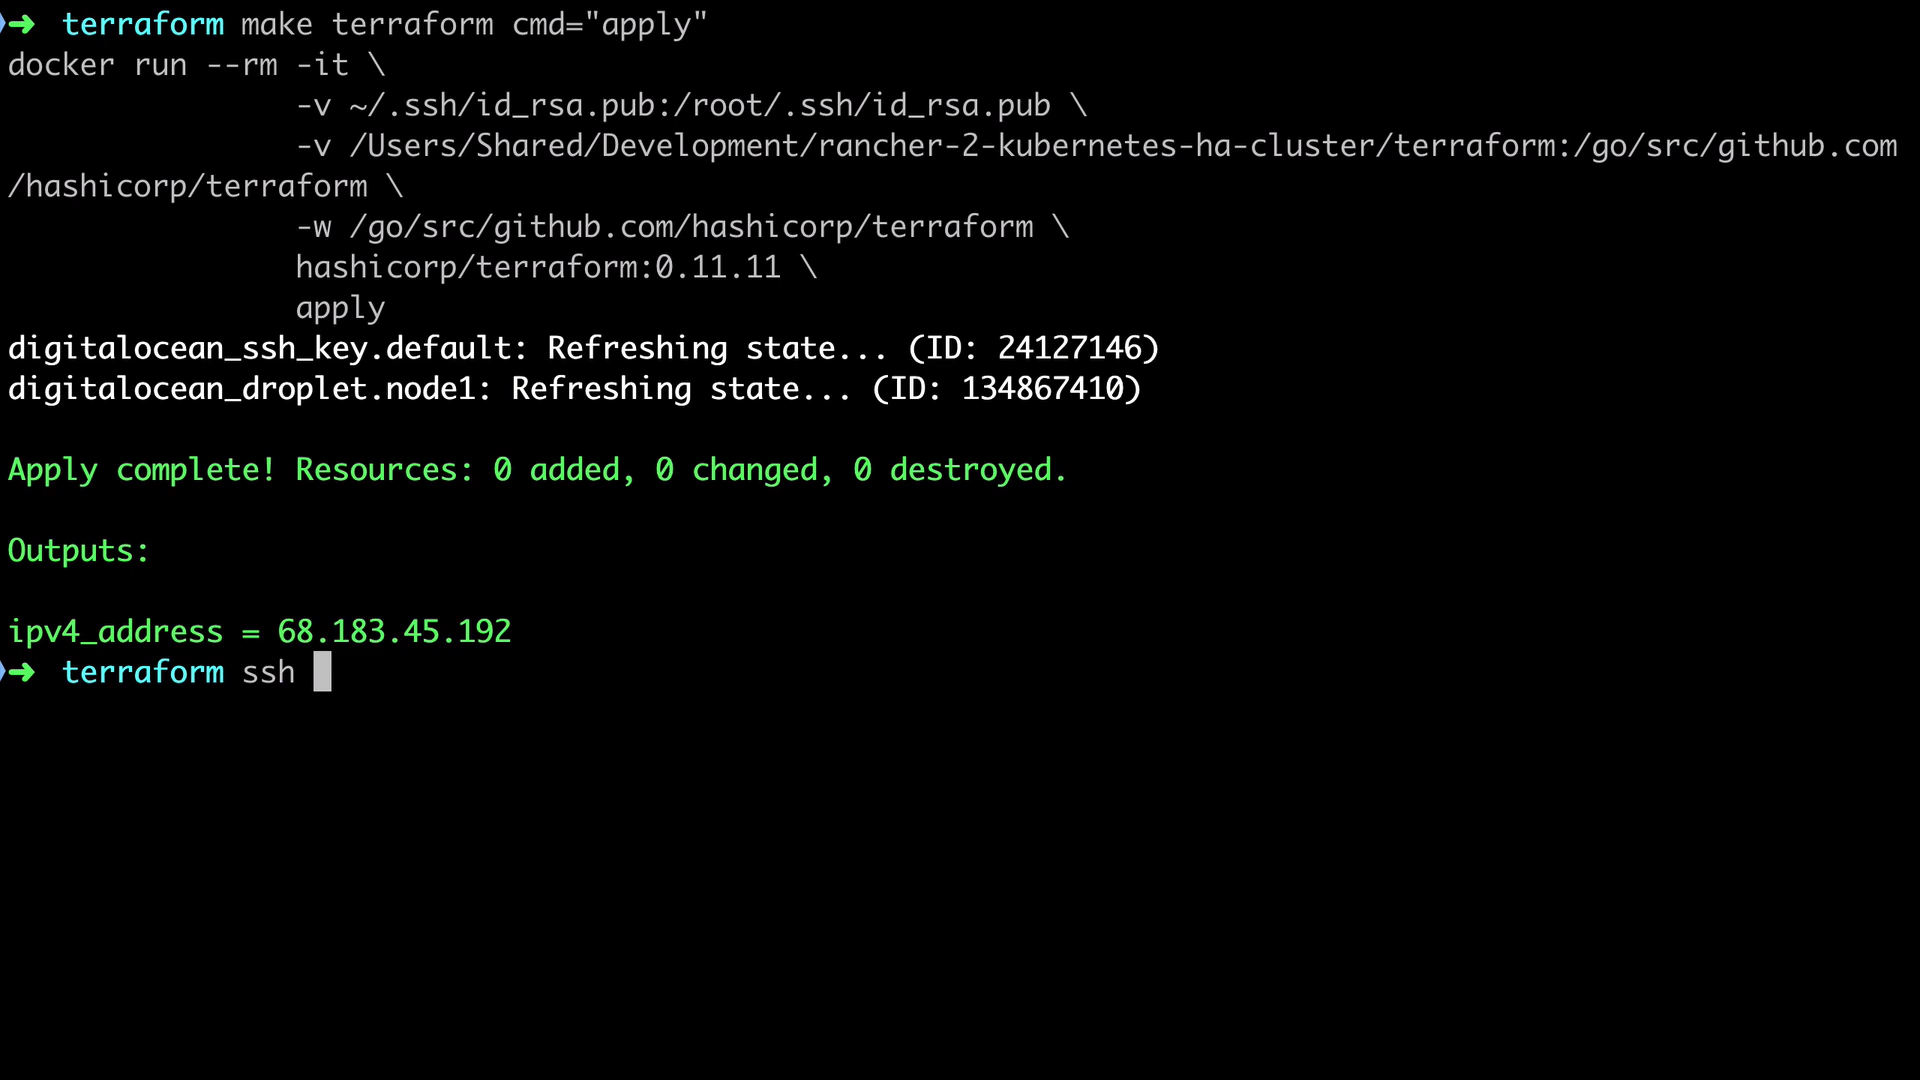 ➜ terraform make terraform cmd="apply"
docker run --rm -it \
-v ~/.ssh/id_rsa.pub:/root/.ssh/id_rsa.pub \
-v /Users/Shared/Development/rancher-2-kubernetes-ha-cluster/terraform:/go/src/github.com
/hashicorp/terraform \
-w /go/src/github.com/hashicorp/terraform \
hashicorp/terraform:0.11.11 \
apply
digitalocean_ssh_key.default: Refreshing state... (ID: 24127146)
digitalocean_droplet.node1: Refreshing state... (ID: 134867410)
Apply complete! Resources: 0 added, 0 changed, 0 destroyed.
Outputs:
ipv4_address = 68.183.45.192
➜ terraform ssh